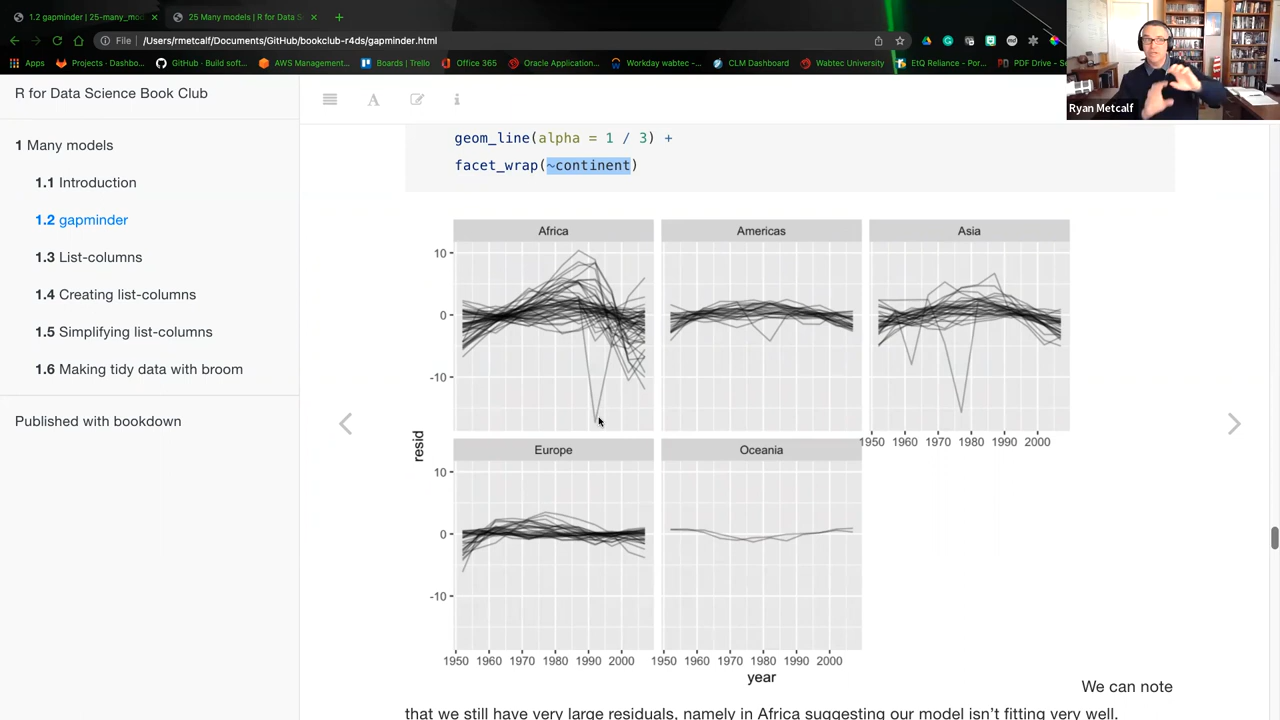 1.2 gapminder | 25-many_mod
25 Many models | R for Data S
File
/Users/rmetcalf/Documents/GitHub/bookclub-r4ds/gapminder.html
Apps
Projects - Dashbo...
GitHub - Build soft...
AWS Management...
Boards | Trello
Office 365
Oracle Application...
Workday wabtec -...
CLM Dashboard
Wabtec University
EtQ Reliance - Por...
PDF Drive - Se
Ryan Metcalf
R for Data Science Book Club
1 Many models
1.1 Introduction
1.2 gapminder
1.3 List-columns
1.4 Creating list-columns
1.5 Simplifying list-columns
1.6 Making tidy data with broom
Published with bookdown
geom_line(alpha = 1 / 3) +
facet_wrap(~continent)
Africa
Americas
Asia
10
0
-10
1950 1960 1970 1980 1990 2000
resid
Europe
Oceania
10
0
-10
1950 1960 1970 1980 1990 2000
1950 1960 1970 1980 1990 2000
year
We can note
that we still have very large residuals, namely in Africa suggesting our model isn't fitting very well.